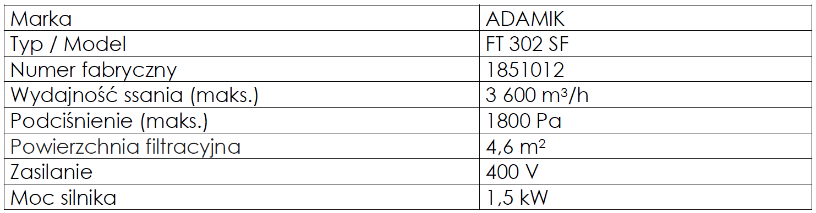 Marka ADAMIK
Typ / Model FT 302 SF
Numer fabryczny 1851012
Wydajność ssania (maks.) 3 600 m³/h
Podciśnienie (maks.) 1800 Pa
Powierzchnia filtracyjna 4,6 m²
Zasilanie 400 V
Moc silnika 1,5 kW